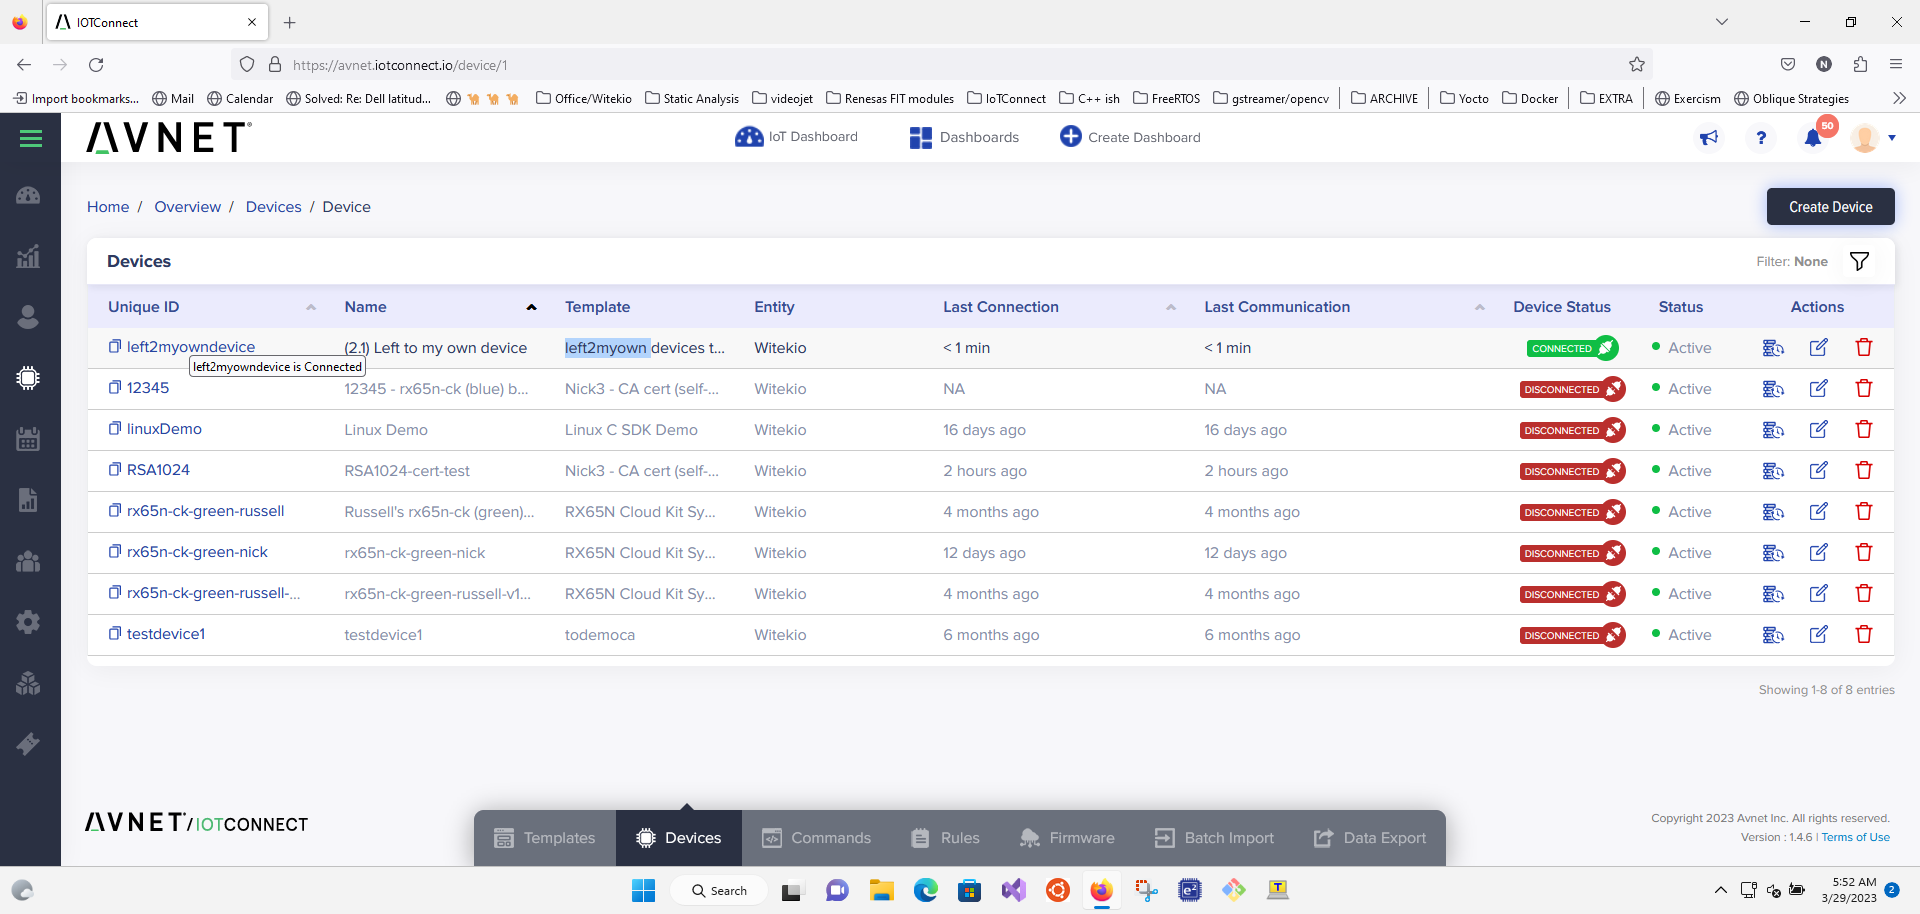 IOTConnect
https://avnet.iotconnect.io/device/1
N
Import bookmarks... Mail Calendar Solved: Re: Dell latitud... Office/Witekio Static Analysis videojet Renesas FIT modules IoTConnect C++ ish FreeRTOS gstreamer/opencv ARCHIVE Yocto Docker EXTRA Exercism Oblique Strategies
AVNET IoT Dashboard Dashboards Create Dashboard ? 50
Home / Overview / Devices / Device
Create Device
Devices
Filter: None
Unique ID Name Template Entity Last Connection Last Communication Device Status Status Actions
left2myowndevice (2.1) Left to my own device left2myown devices t... Witekio < 1 min < 1 min CONNECTED Active
left2myowndevice is Connected
12345 12345 - rx65n-ck (blue) b... Nick3 - CA cert (self-... Witekio NA NA DISCONNECTED Active
linuxDemo Linux Demo Linux C SDK Demo Witekio 16 days ago 16 days ago DISCONNECTED Active
RSA1024 RSA1024-cert-test Nick3 - CA cert (self-... Witekio 2 hours ago 2 hours ago DISCONNECTED Active
rx65n-ck-green-russell Russell's rx65n-ck (green)... RX65N Cloud Kit Sy... Witekio 4 months ago 4 months ago DISCONNECTED Active
rx65n-ck-green-nick rx65n-ck-green-nick RX65N Cloud Kit Sy... Witekio 12 days ago 12 days ago DISCONNECTED Active
rx65n-ck-green-russell-... rx65n-ck-green-russell-v1... RX65N Cloud Kit Sy... Witekio 4 months ago 4 months ago DISCONNECTED Active
testdevice1 testdevice1 todemoca Witekio 6 months ago 6 months ago DISCONNECTED Active
Showing 1-8 of 8 entries
AVNET/IOTCONNECT
Templates Devices Commands Rules Firmware Batch Import Data Export
Copyright 2023 Avnet Inc. All rights reserved.
Version : 1.4.6 | Terms of Use
Search
5:52 AM
3/29/2023
2